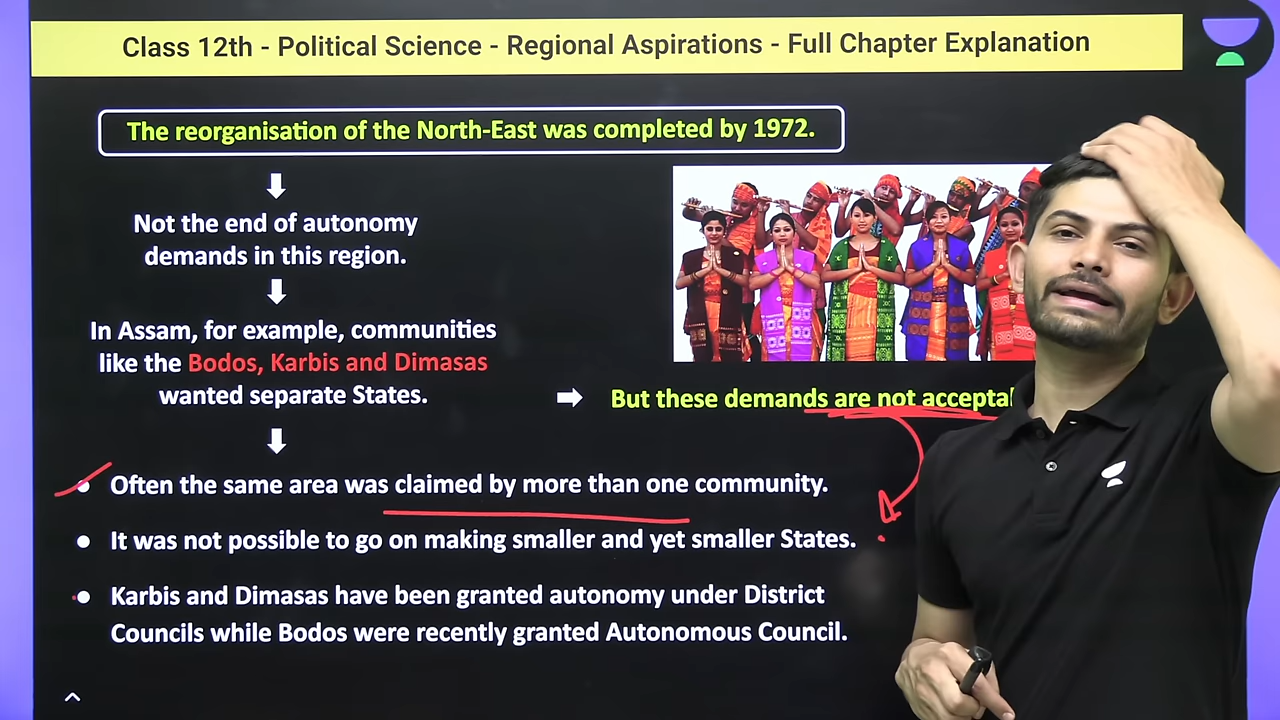 Class 12th - Political Science - Regional Aspirations - Full Chapter Explanation
The reorganisation of the North-East was completed by 1972.
Not the end of autonomy
demands in this region.
In Assam, for example, communities
like the Bodos, Karbis and Dimasas
wanted separate States.
But these demands are not
Often the same area was claimed by more than one community.
It was not possible to go on making smaller and yet smaller States.
Karbis and Dimasas have been granted autonomy under District
Councils while Bodos were recently granted Autonomous Council.